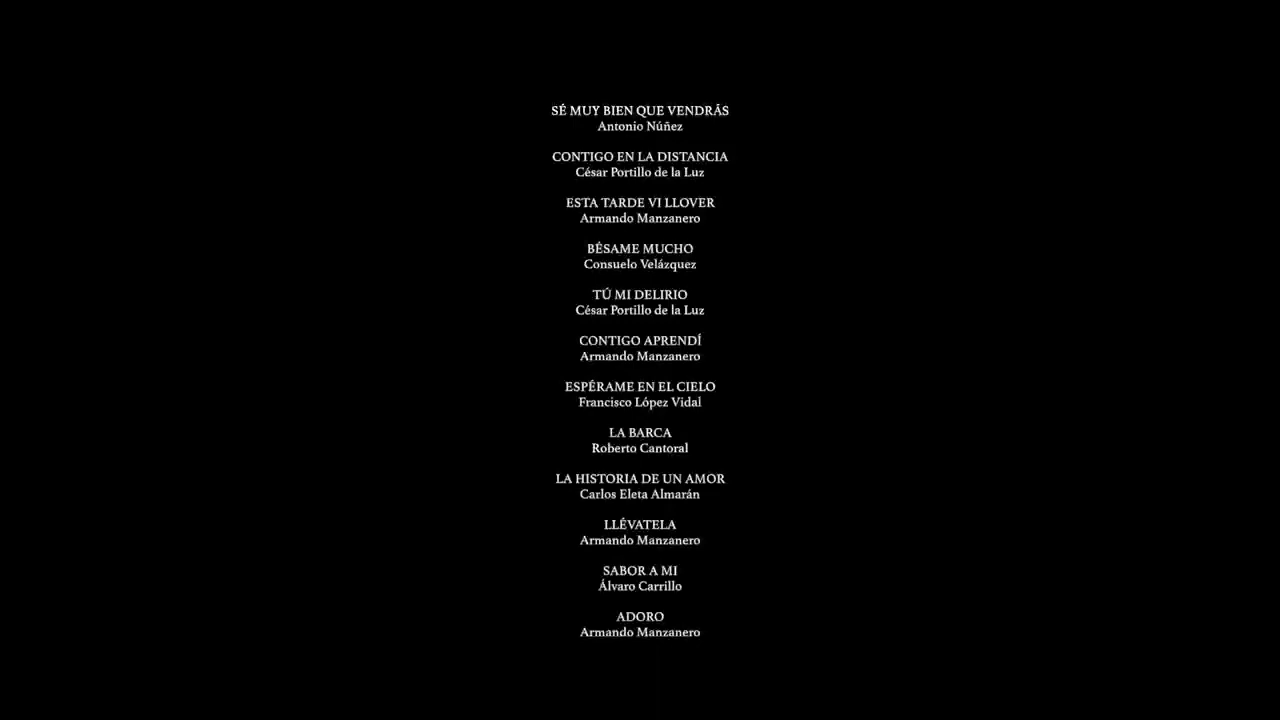 SÉ MUY BIEN QUE VENDRÁS
Antonio Núñez
CONTIGO EN LA DISTANCIA
César Portillo de la Luz
ESTA TARDE VI LLOVER
Armando Manzanero
BÉSAME MUCHO
Consuelo Velázquez
TÚ MI DELIRIO
César Portillo de la Luz
CONTIGO APRENDÍ
Armando Manzanero
ESPÉRAME EN EL CIELO
Francisco López Vidal
LA BARCA
Roberto Cantoral
LA HISTORIA DE UN AMOR
Carlos Eleta Almarán
LLÉVATELA
Armando Manzanero
SABOR A MI
Álvaro Carrillo
ADORO
Armando Manzanero